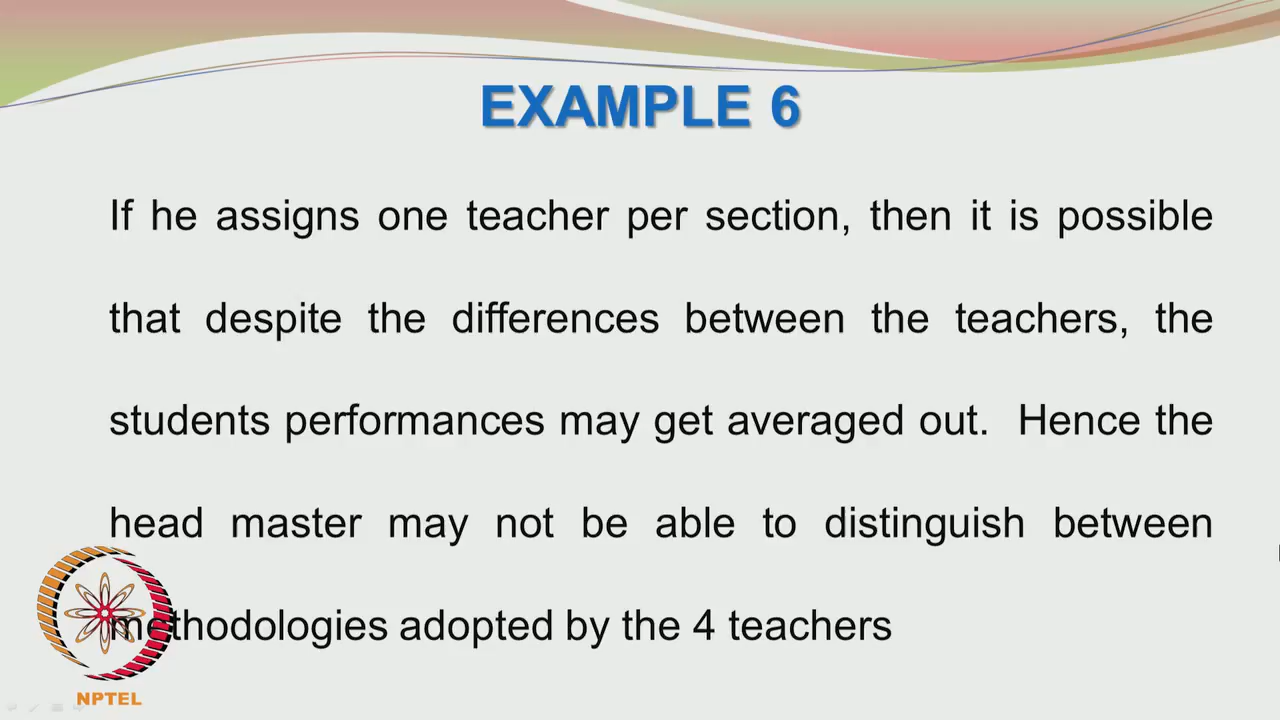 EXAMPLE 6
If he assigns one teacher per section, then it is possible
that despite the differences between the teachers, the
students performances may get averaged out. Hence the
head master may not be able to distinguish between
methodologies adopted by the 4 teachers
NPTEL